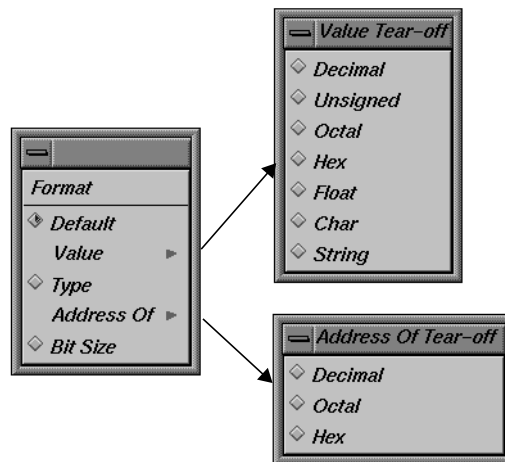 Format
Default
Value
Type
Address Of
Bit Size
Value Tear-off
Decimal
Unsigned
Octal
Hex
Float
Char
String
Address Of Tear-off
Decimal
Octal
Hex